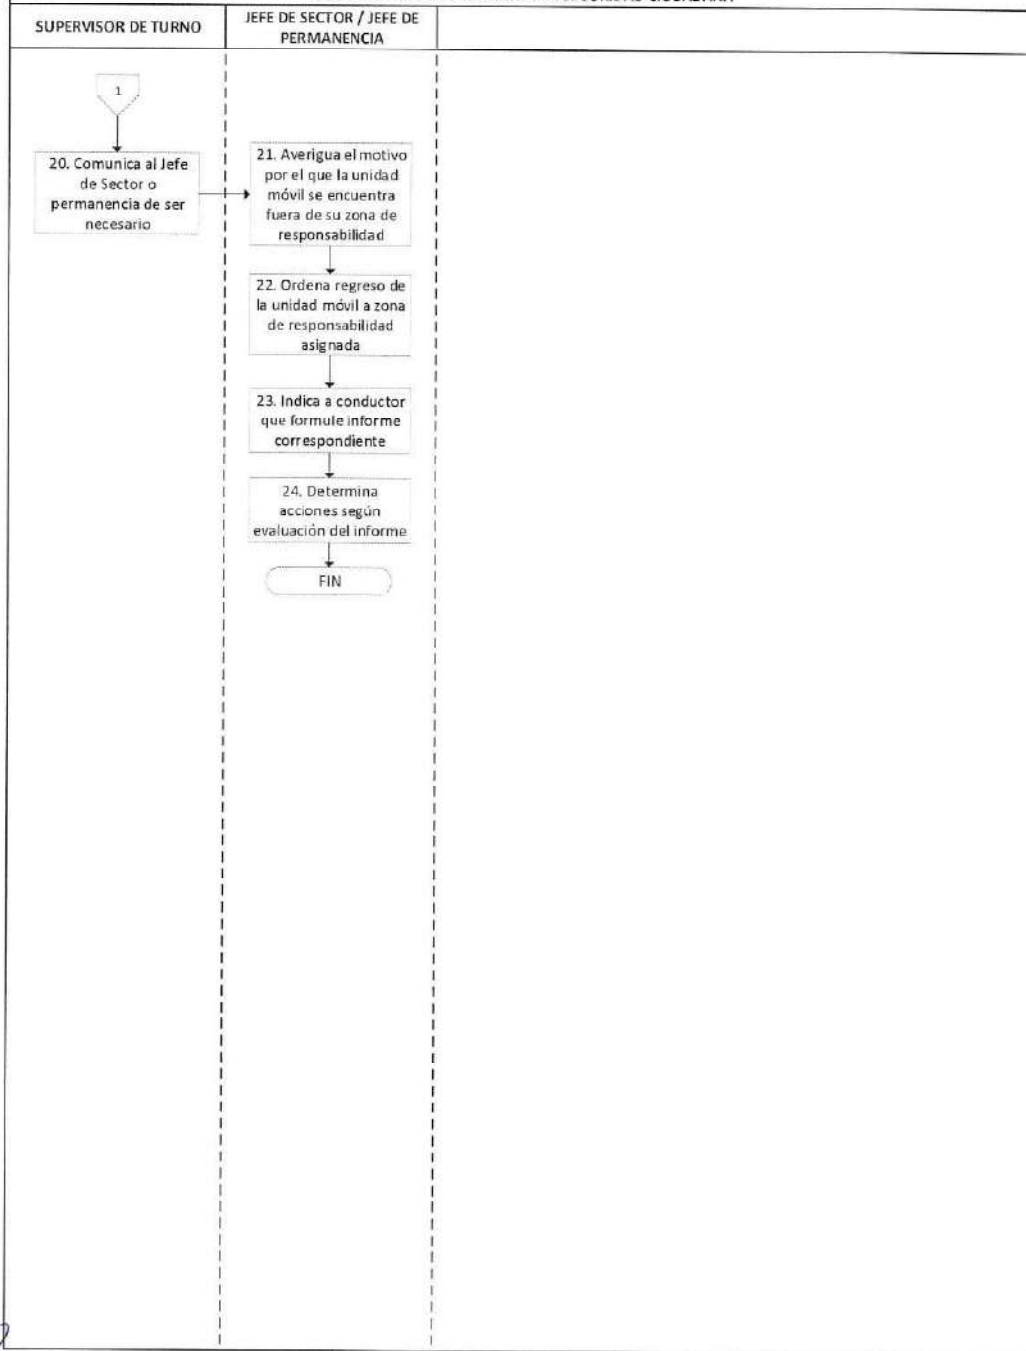 SUPERVISOR DE TURNO
JEFE DE SECTOR / JEFE DE
PERMANENCIA
1
20. Comunica al Jefe
de Sector o
permanencia de ser
necesario
21. Averigua el motivo
por el que la unidad
móvil se encuentra
fuera de su zona de
responsabilidad
22. Ordena regreso de
la unidad móvil a zona
de responsabilidad
asignada
23. Indica a conductor
que formule informe
correspondiente
24. Determina
acciones según
evaluación del informe
FIN